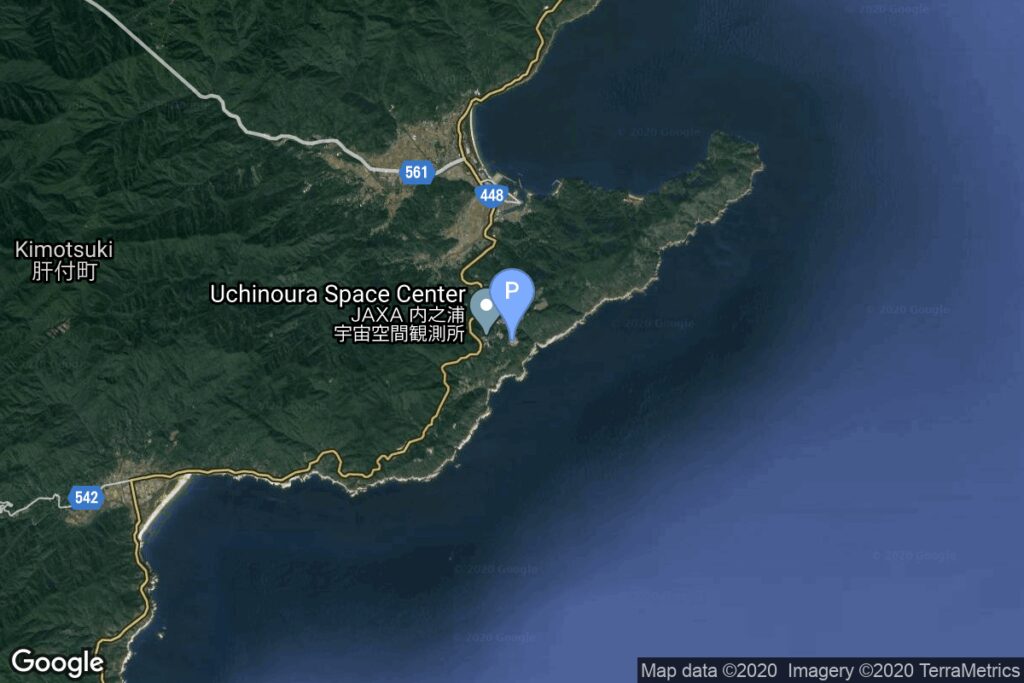 © 2020 Google
© 2020 Google
561
448
Kimotsuki
肝付町
Uchinoura Space Center
JAXA 内之浦
宇宙空間観測所
P
© 2020 Google
© 2020 Google
542
© 2020 Google
© 2020 Google
© 2020 Google
Google
Map data ©2020 Imagery ©2020 TerraMetrics